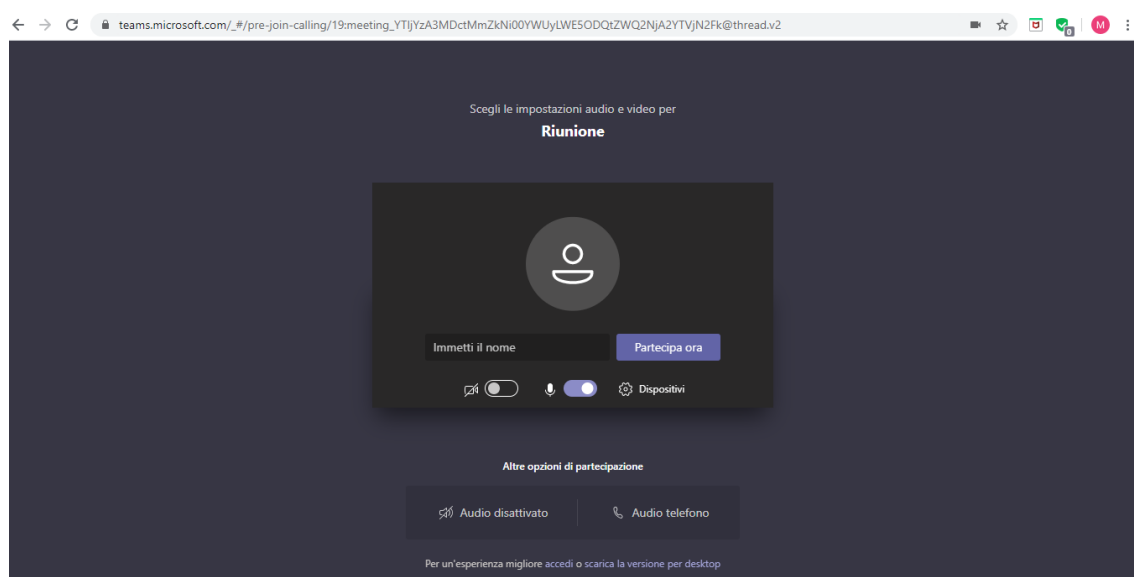 teams.microsoft.com/_#/pre-join-calling/19:meeting_YTljYzA3MDctMmZkNi00YWUyLWE5ODQtZWQ2NjA2YTVjN2Fk@thread.v2
0
M
Scegli le impostazioni audio e video per
Riunione
Immetti il nome
Partecipa ora
Dispositivi
Altre opzioni di partecipazione
Audio disattivato
Audio telefono
Per un'esperienza migliore accedi o scarica la versione per desktop